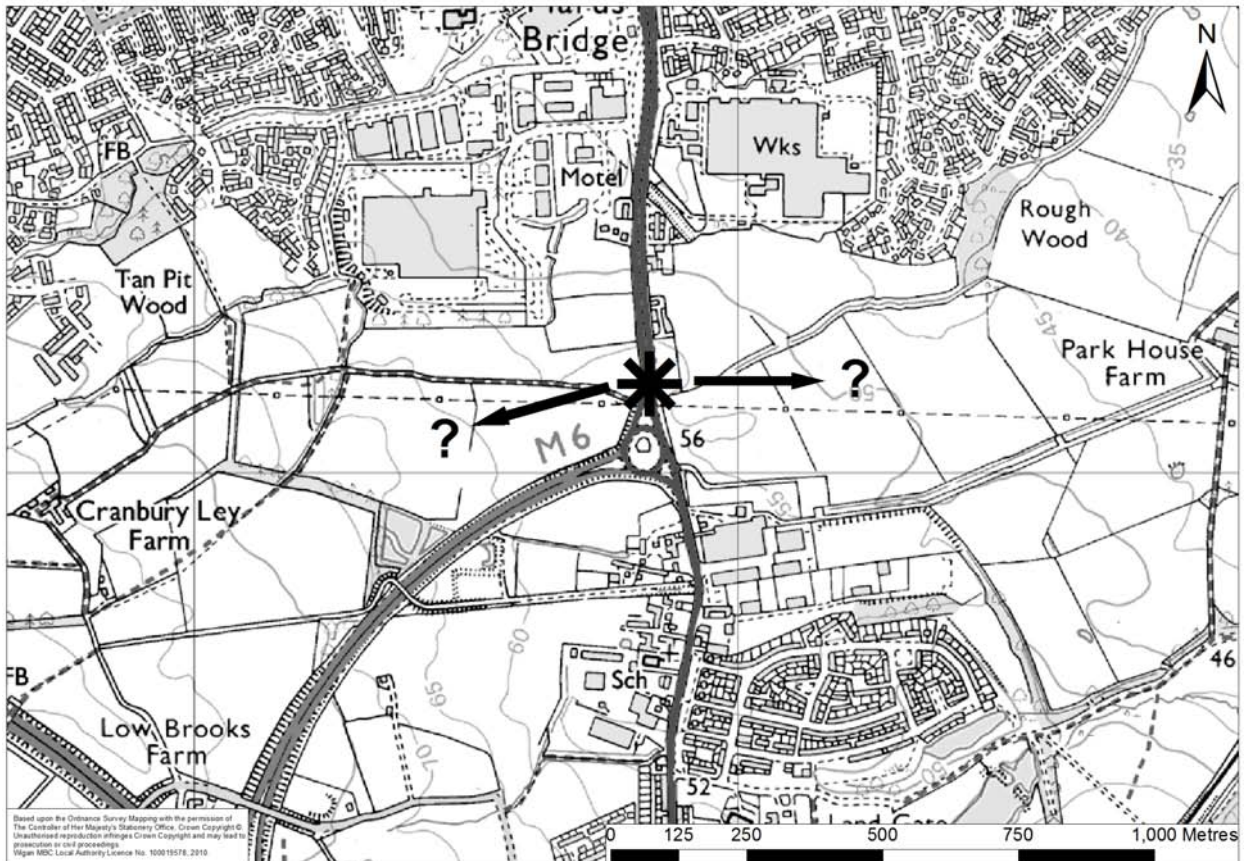 Bridge
N
FB
Wks
35
Motel
Rough
Wood
40
Tan Pit
Wood
45
Park House
Farm
?
?
M6
56
Cranbury Ley
Farm
55
60
Sch
46
FB
65
Low Brooks
Farm
70
50
52
Land Gate
Based upon the Ordnance Survey Mapping with the permission of
The Controller of Her Majesty's Stationery Office, Crown Copyright ©.
Unauthorised reproduction infringes Crown Copyright and may lead to
prosecution or civil proceedings
Wigan MBC Local Authority Licence No. 100019578, 2010.
0 125 250 500 750 1,000 Metres